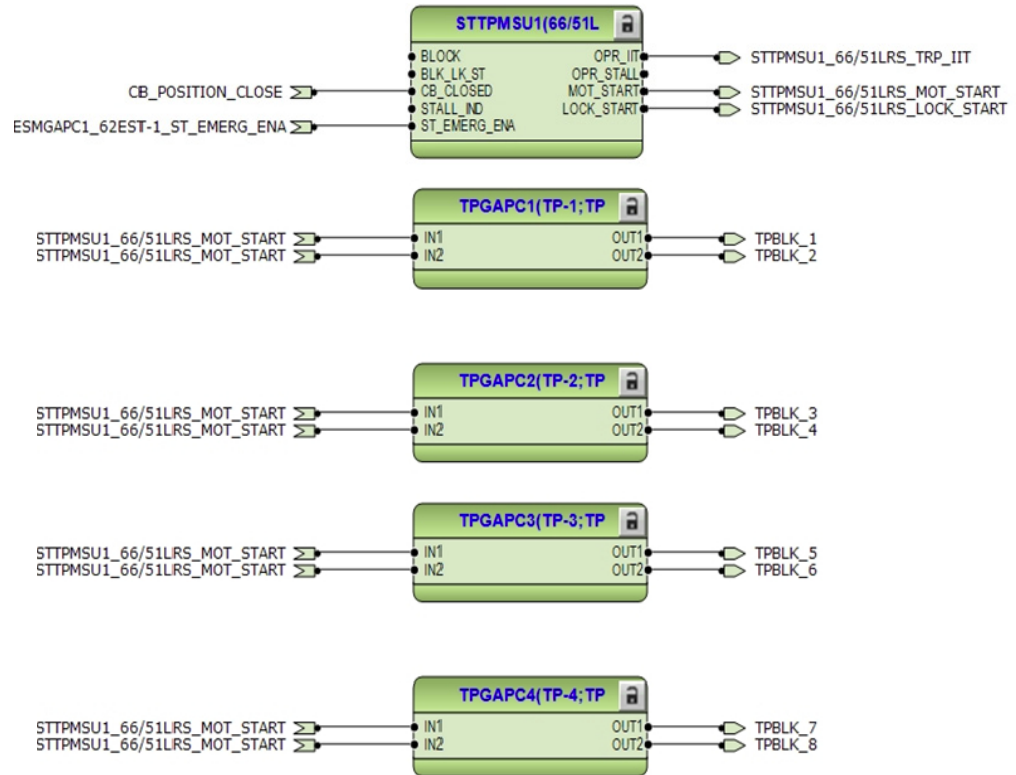 STTPMSU1(66/51L
BLOCK OPR_IIT STTPMSU1_66/51LRS_TRP_IIT
BLK_LK_ST OPR_STALL
CB_POSITION_CLOSE CB_CLOSED MOT_START STTPMSU1_66/51LRS_MOT_START
STALL_IND LOCK_START STTPMSU1_66/51LRS_LOCK_START
ESMGAPC1_62EST-1_ST_EMERG_ENA ST_EMERG_ENA
TPGAPC1(TP-1;TP
STTPMSU1_66/51LRS_MOT_START IN1 OUT1 TPBLK_1
STTPMSU1_66/51LRS_MOT_START IN2 OUT2 TPBLK_2
TPGAPC2(TP-2;TP
STTPMSU1_66/51LRS_MOT_START IN1 OUT1 TPBLK_3
STTPMSU1_66/51LRS_MOT_START IN2 OUT2 TPBLK_4
TPGAPC3(TP-3;TP
STTPMSU1_66/51LRS_MOT_START IN1 OUT1 TPBLK_5
STTPMSU1_66/51LRS_MOT_START IN2 OUT2 TPBLK_6
TPGAPC4(TP-4;TP
STTPMSU1_66/51LRS_MOT_START IN1 OUT1 TPBLK_7
STTPMSU1_66/51LRS_MOT_START IN2 OUT2 TPBLK_8